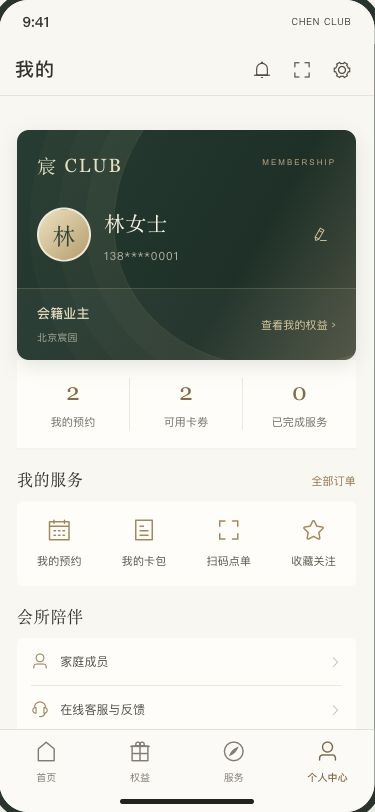 9:41
CHEN CLUB
我的
宸 CLUB
MEMBERSHIP
林
林女士
138****0001
会籍业主
北京宸园
查看我的权益 ›
2
2
0
我的预约
可用卡券
已完成服务
我的服务
全部订单
我的预约
我的卡包
扫码点单
收藏关注
会所陪伴
家庭成员
在线客服与反馈
首页
权益
服务
个人中心